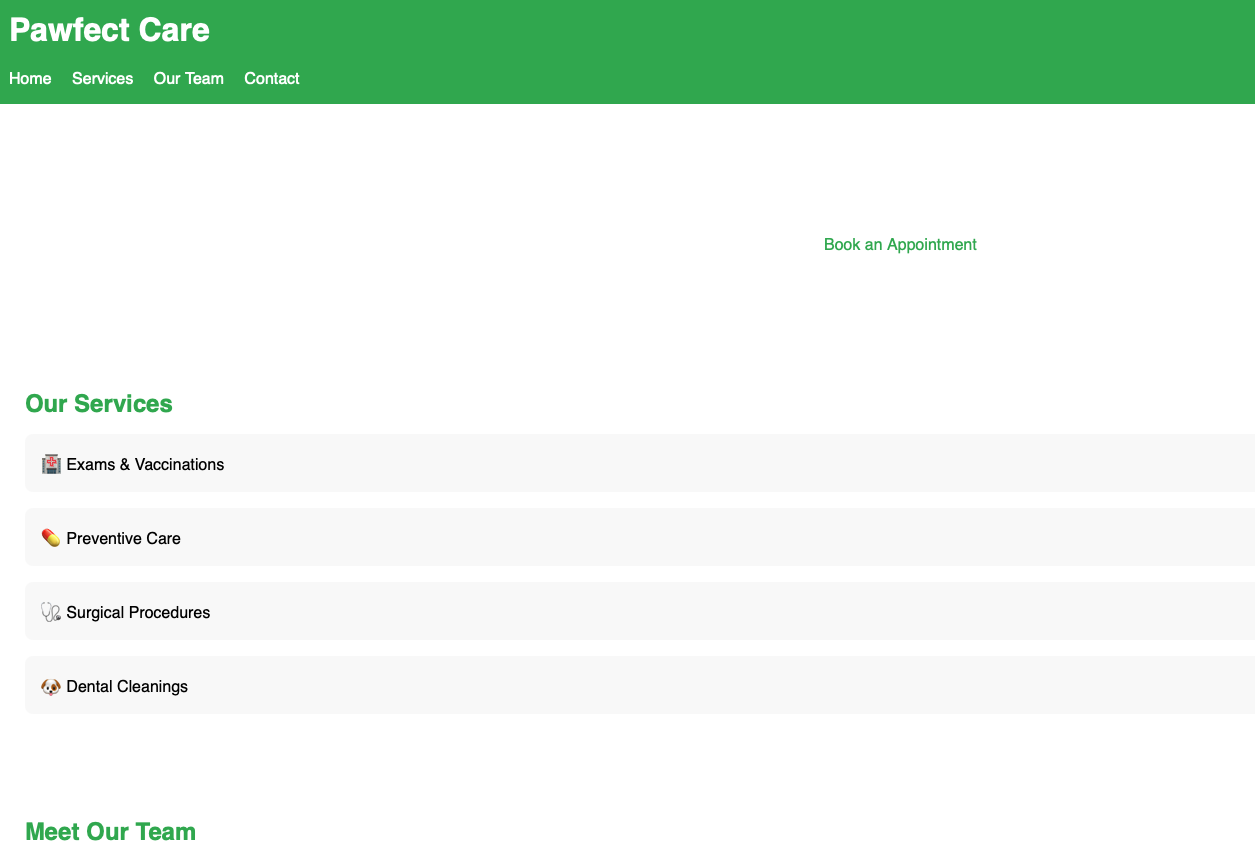 Pawfect Care
Home Services Our Team Contact
Book an Appointment
Our Services
🏥 Exams & Vaccinations
💊 Preventive Care
🩺 Surgical Procedures
🐶 Dental Cleanings
Meet Our Team